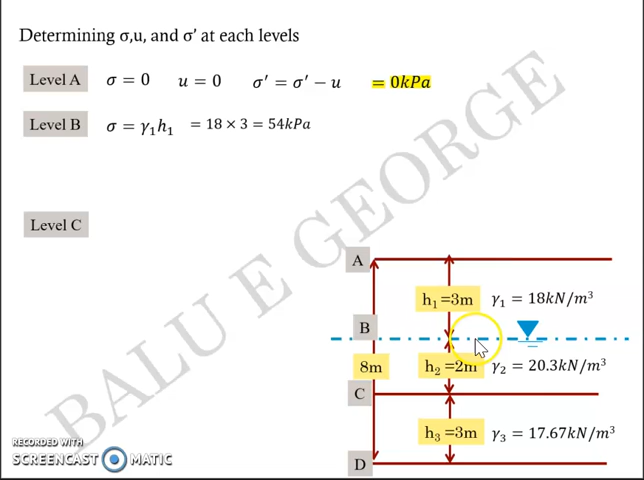 Determining σ,u, and σ′ at each levels
Level A σ = 0 u = 0 σ′ = σ′ − u = 0kPa
Level B σ = γ₁h₁ = 18 × 3 = 54kPa
Level C
A
h₁ =3m γ₁ = 18kN/m³
B
8m h₂ =2m γ₂ = 20.3kN/m³
C
h₃ =3m γ₃ = 17.67kN/m³
D
BALU E GEORGE
RECORDED WITH
SCREENCAST MATIC